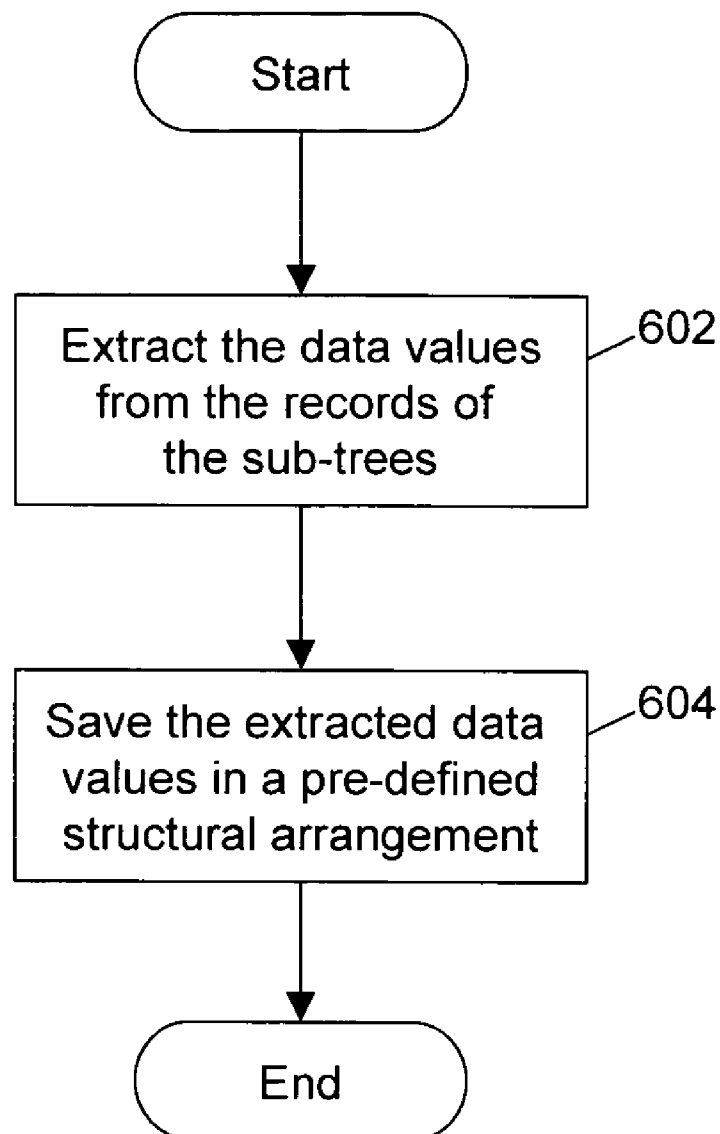 Start
Extract the data values
from the records of
the sub-trees
602
Save the extracted data
values in a pre-defined
structural arrangement
604
End